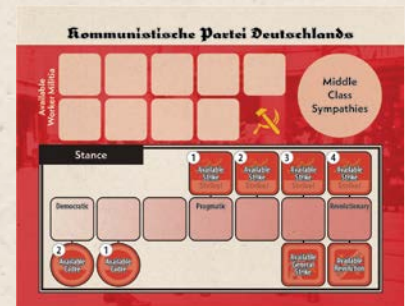 Kommunistische Partei Deutschlands
Available
Worker Militia
Middle
Class
Sympathies
Stance
1
Available
Strike
2
Available
Strike
3
Available
Strike
4
Available
Strike
Democratic
Pragmatic
Revolutionary
2
Available
Cadre
1
Available
Cadre
Available
General
Strike
Available
Revolution